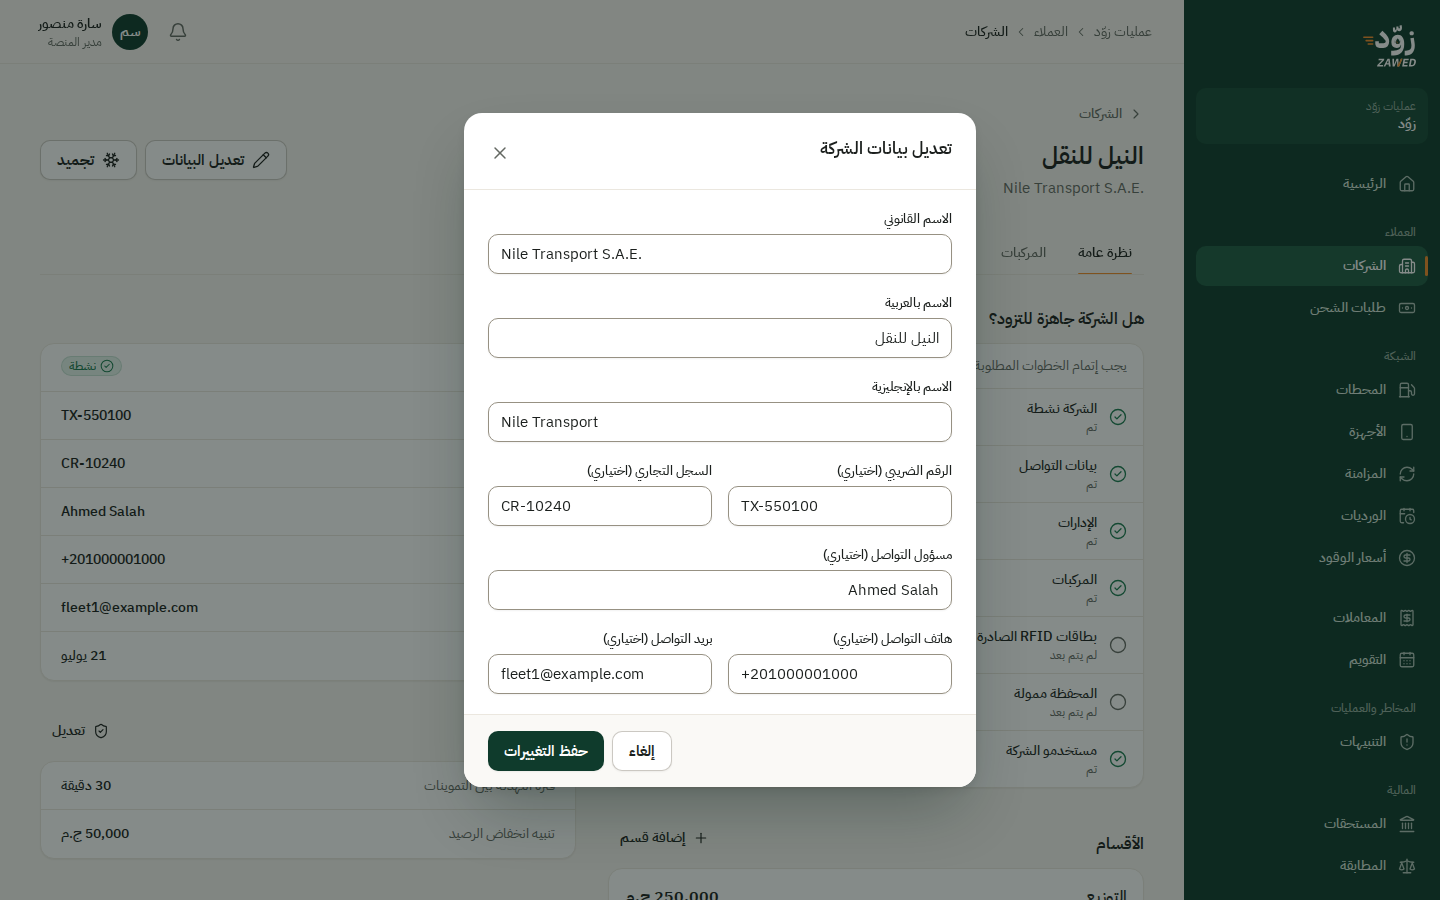 زوّد
ZAWED
عمليات زوّد
زوّد
الرئيسية
العملاء
الشركات
طلبات الشحن
الشبكة
المحطات
الأجهزة
المزامنة
الورديات
أسعار الوقود
المعاملات
التقويم
المخاطر والعمليات
التنبيهات
المالية
المستحقات
المطابقة
عمليات زوّد
العملاء
الشركات
سارة منصور
مدير المنصة
سم
الشركات
النيل للنقل
Nile Transport S.A.E.
تعديل البيانات
تجميد
نظرة عامة
المركبات
هل الشركة جاهزة للتزود؟
يجب إتمام الخطوات المطلوبة
الشركة نشطة
تم
بيانات التواصل
تم
الإدارات
تم
المركبات
تم
بطاقات RFID الصادرة
لم يتم بعد
المحفظة ممولة
لم يتم بعد
مستخدمو الشركة
تم
الأقسام
إضافة قسم
التوزيع
250,000 ج.م
نشطة
TX-550100
CR-10240
Ahmed Salah
+201000001000
fleet1@example.com
21 يوليو
تعديل
30 دقيقة
تنبيه انخفاض الرصيد
50,000 ج.م
تعديل بيانات الشركة
الاسم القانوني
Nile Transport S.A.E.
الاسم بالعربية
النيل للنقل
الاسم بالإنجليزية
Nile Transport
الرقم الضريبي (اختياري)
TX-550100
السجل التجاري (اختياري)
CR-10240
مسؤول التواصل (اختياري)
Ahmed Salah
هاتف التواصل (اختياري)
+201000001000
بريد التواصل (اختياري)
fleet1@example.com
إلغاء
حفظ التغييرات